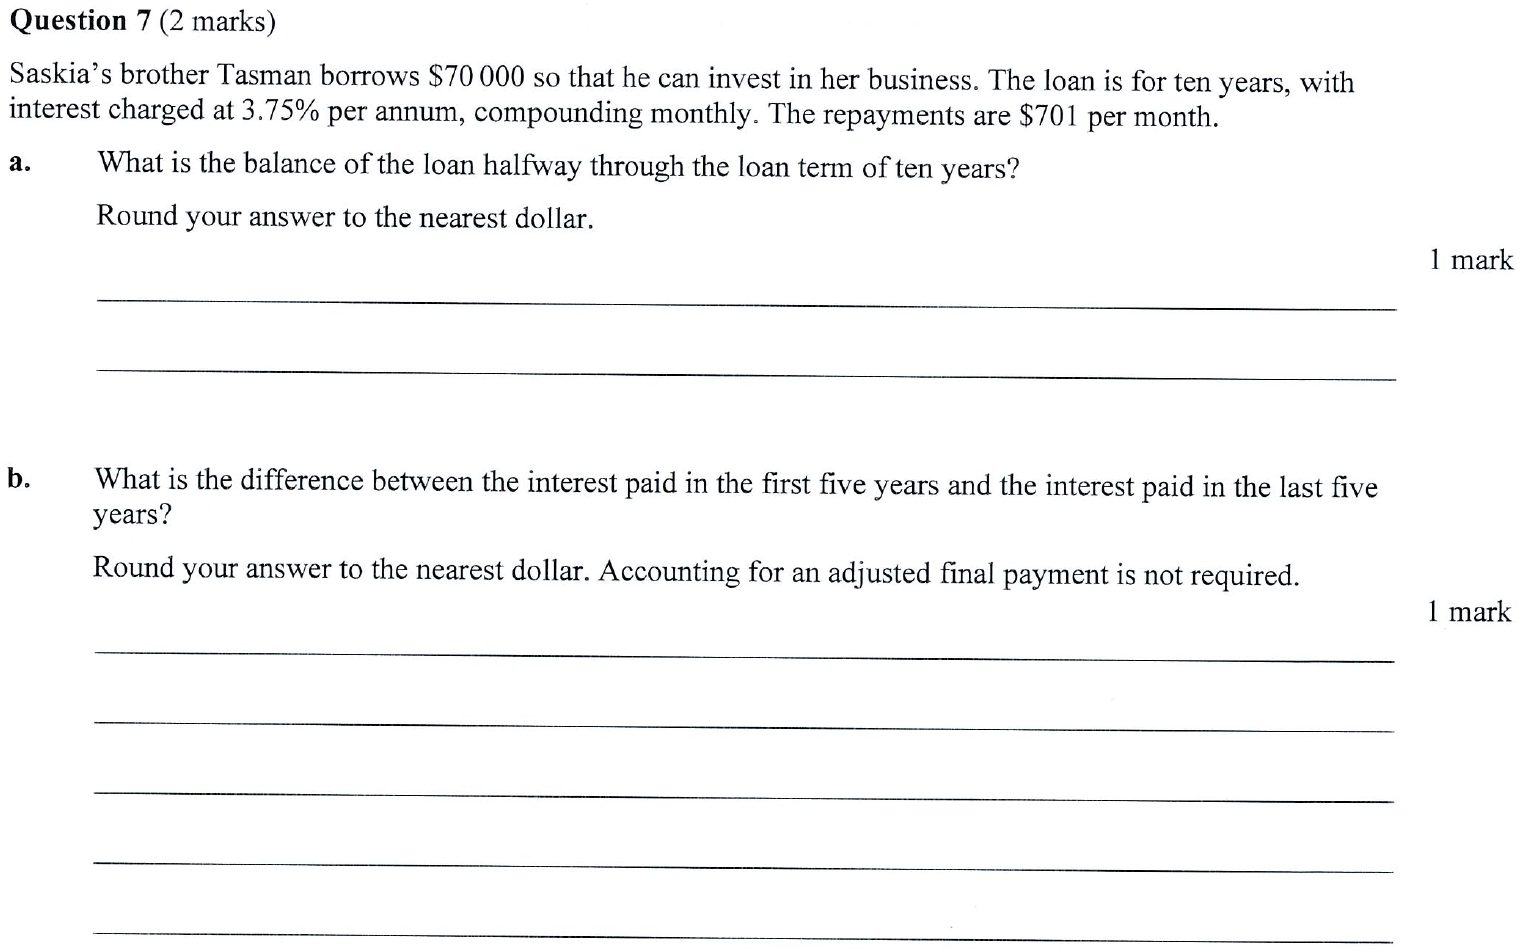 Question 7 (2 marks)
Saskia's brother Tasman borrows $70 000 so that he can invest in her business. The loan is for ten years, with
interest charged at 3.75% per annum, compounding monthly. The repayments are $701 per month.
a. What is the balance of the loan halfway through the loan term of ten years?
Round your answer to the nearest dollar.
1 mark
b. What is the difference between the interest paid in the first five years and the interest paid in the last five
years?
Round your answer to the nearest dollar. Accounting for an adjusted final payment is not required.
1 mark